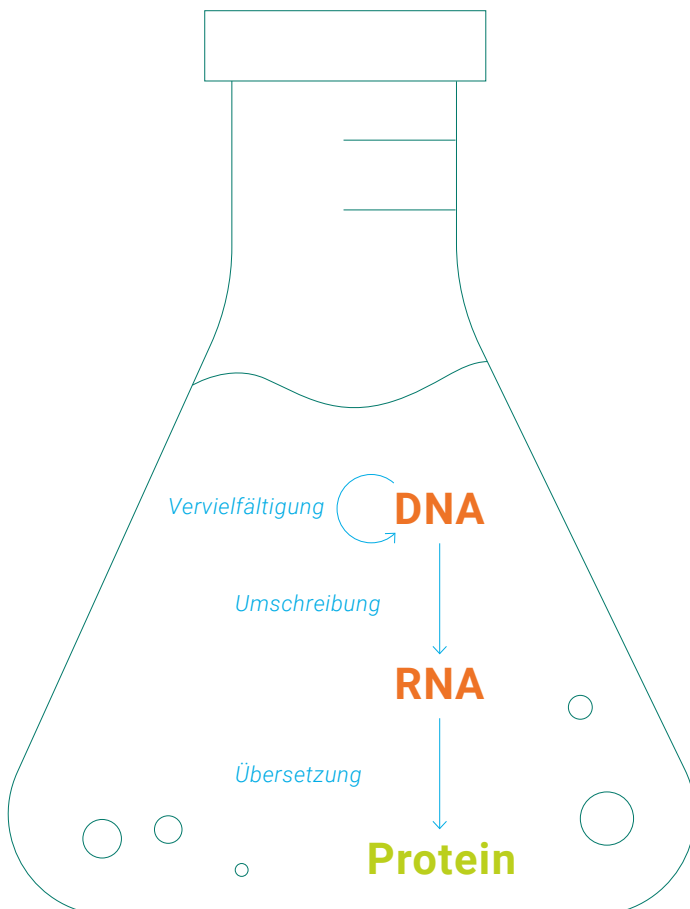 Vervielfältigung
DNA
Umschreibung
RNA
Übersetzung
Protein